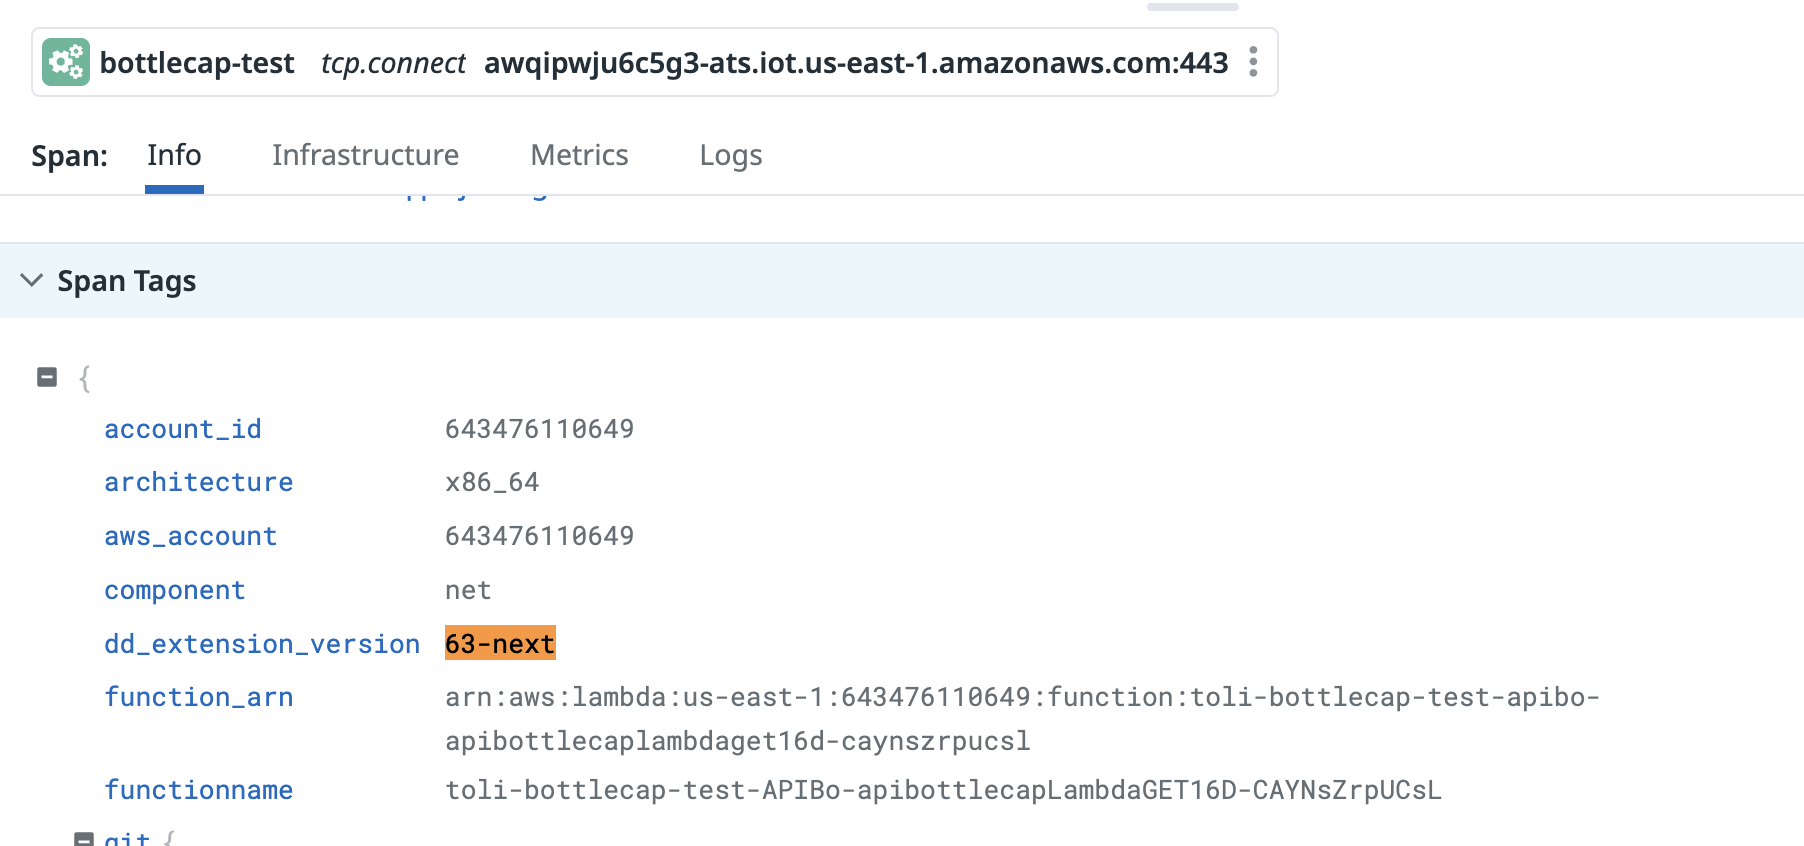 bottlecap-test tcp.connect awqipwju6c5g3-ats.iot.us-east-1.amazonaws.com:443
Span: Info Infrastructure Metrics Logs
Span Tags
{
account_id 643476110649
architecture x86_64
aws_account 643476110649
component net
dd_extension_version 63-next
function_arn arn:aws:lambda:us-east-1:643476110649:function:toli-bottlecap-test-apibo-
apibottlecaplambdaget16d-caynszrpucsl
functionname toli-bottlecap-test-APIBo-apibottlecapLambdaGET16D-CAYNsZrpUCsL
git {